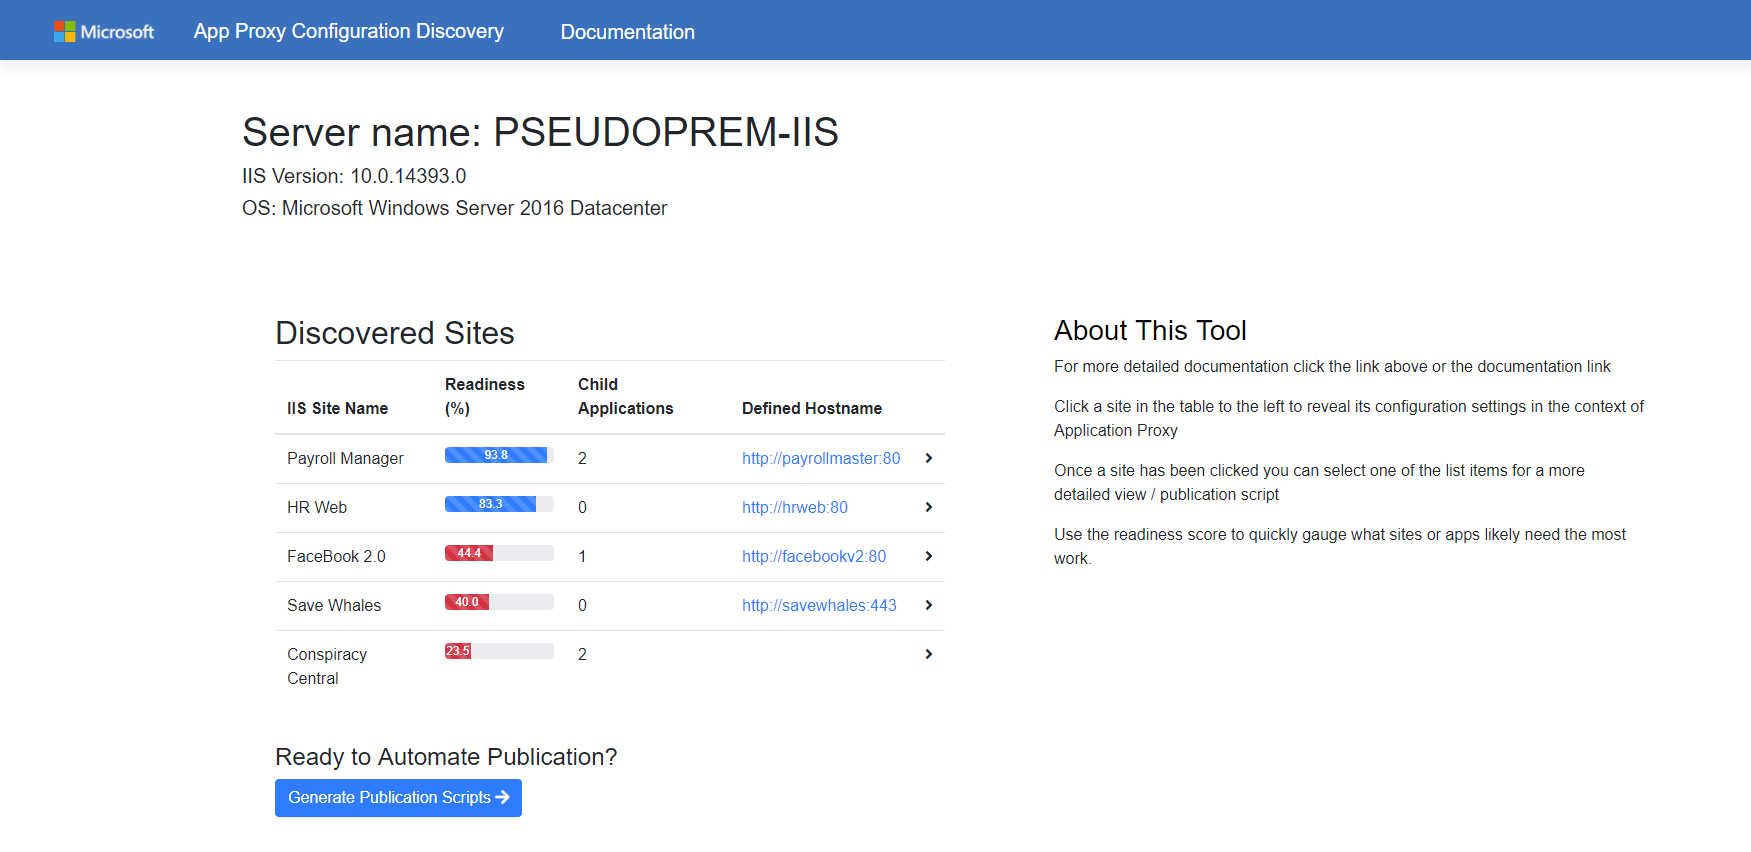 Microsoft App Proxy Configuration Discovery Documentation
Server name: PSEUDOPREM-IIS
IIS Version: 10.0.14393.0
OS: Microsoft Windows Server 2016 Datacenter
Discovered Sites
IIS Site Name Readiness (%) Child Applications Defined Hostname
Payroll Manager 93.8 2 http://payrollmaster:80
HR Web 83.3 0 http://hrweb:80
FaceBook 2.0 44.4 1 http://facebookv2:80
Save Whales 40.0 0 http://savewhales:443
Conspiracy Central 23.5 2
Ready to Automate Publication?
Generate Publication Scripts
About This Tool
For more detailed documentation click the link above or the documentation link
Click a site in the table to the left to reveal its configuration settings in the context of
Application Proxy
Once a site has been clicked you can select one of the list items for a more
detailed view / publication script
Use the readiness score to quickly gauge what sites or apps likely need the most
work.